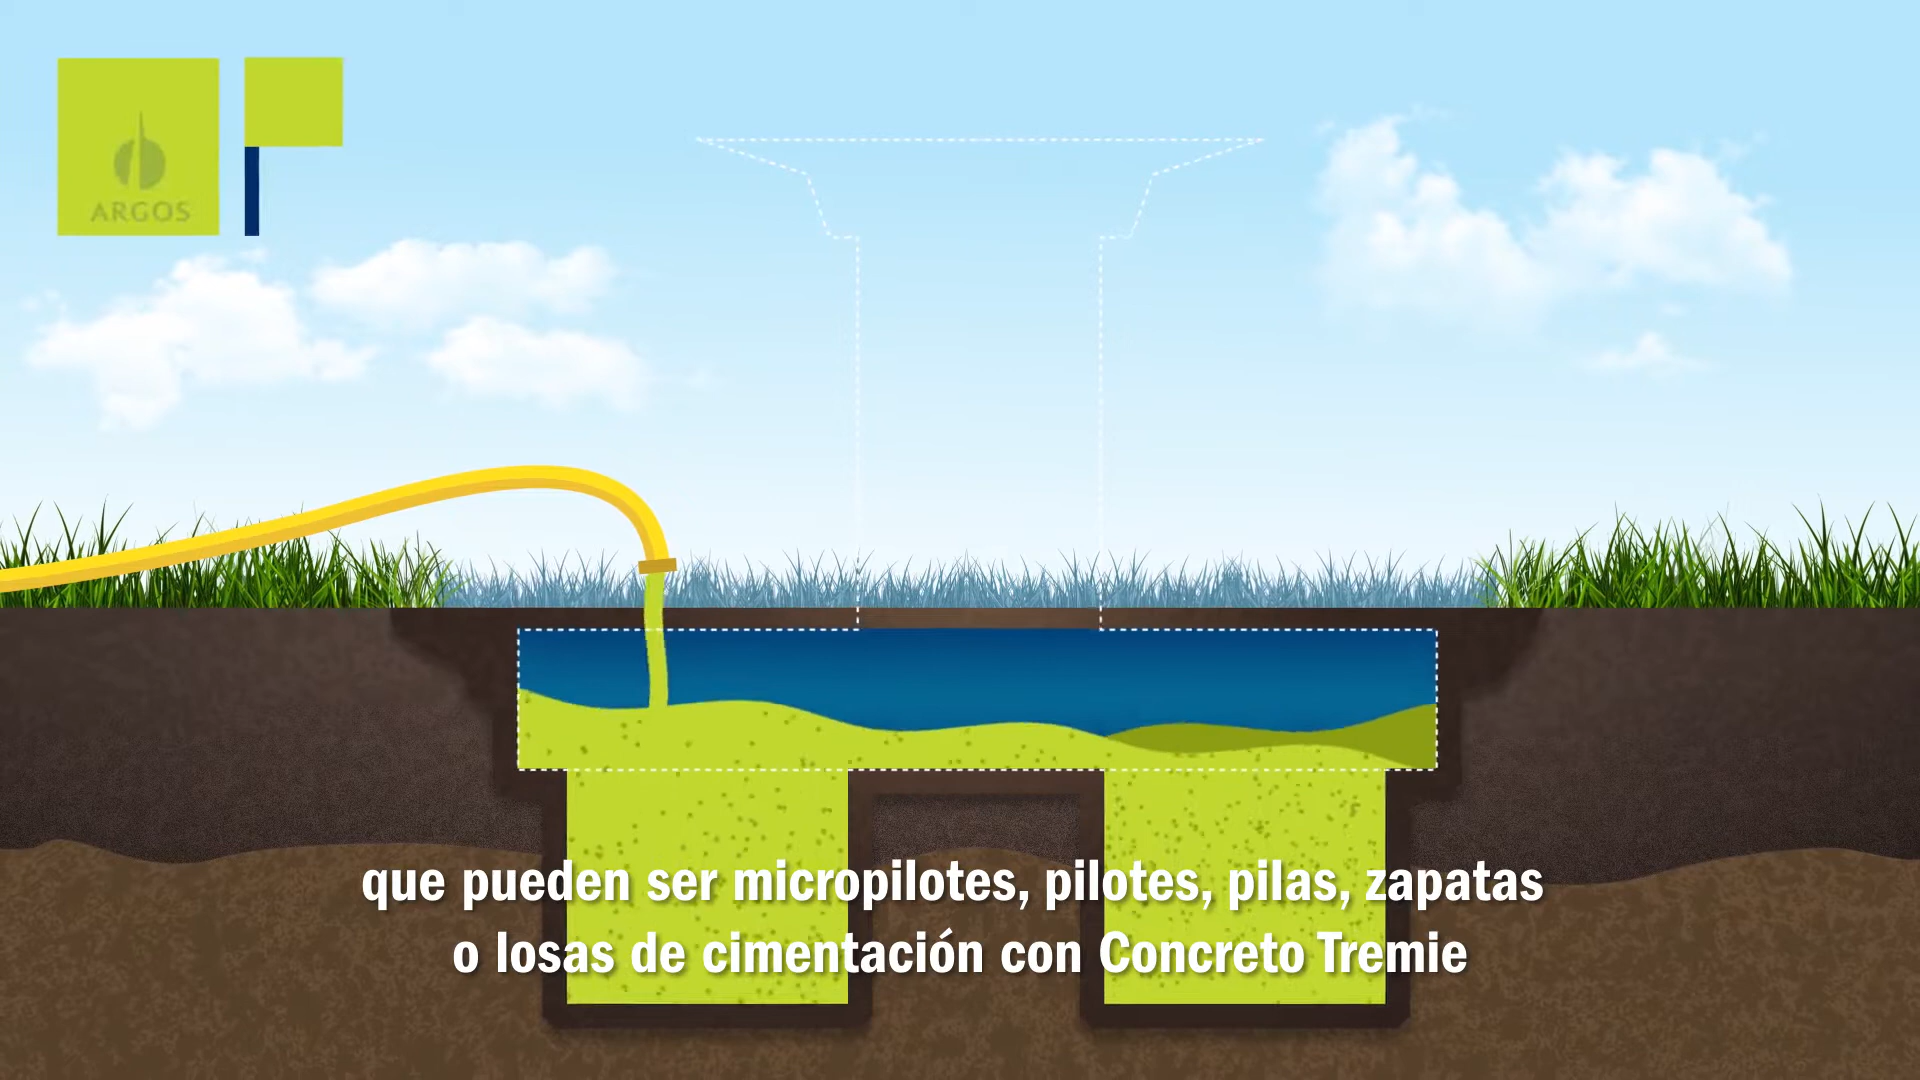 ARGOS
que pueden ser micropilotes, pilotes, pilas, zapatas
o losas de cimentación con Concreto Tremie